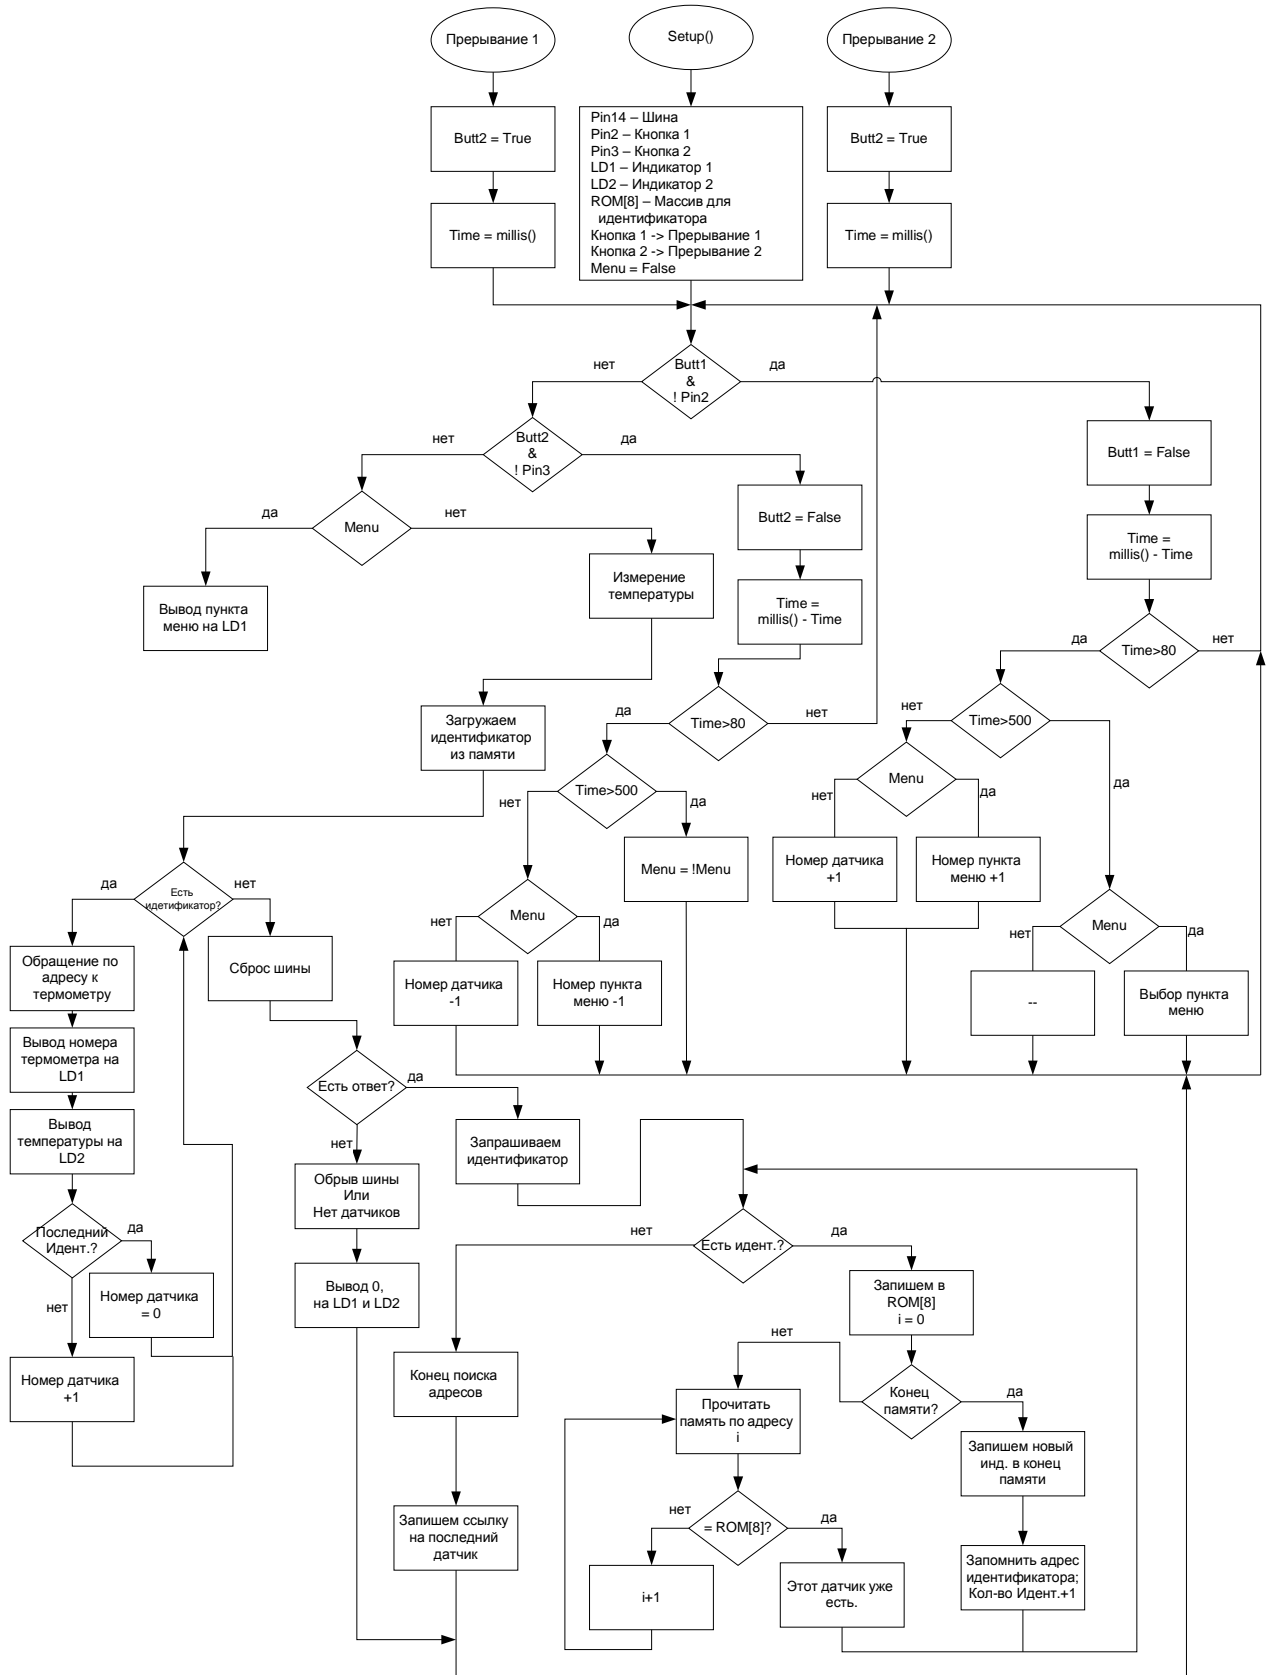 Прерывание 1
Setup()
Прерывание 2
Butt2 = True
Pin14 – Шина
Pin2 – Кнопка 1
Pin3 – Кнопка 2
LD1 – Индикатор 1
LD2 – Индикатор 2
ROM[8] – Массив для
идентификатора
Кнопка 1 -> Прерывание 1
Кнопка 2 -> Прерывание 2
Menu = False
Butt2 = True
Time = millis()
Time = millis()
нет
Butt1
&
! Pin2
да
нет
Butt2
&
! Pin3
да
Butt1 = False
да
Menu
нет
Butt2 = False
Time =
millis() - Time
Вывод пункта
меню на LD1
Измерение
температуры
Time =
millis() - Time
да
Time>80
нет
Загружаем
идентификатор
из памяти
да
Time>80
нет
нет
Time>500
да
нет
Time>500
да
нет
Menu
да
Menu = !Menu
Номер датчика
+1
Номер пункта
меню +1
да
Есть
идетификатор?
нет
нет
Menu
да
нет
Menu
да
Обращение по
адресу к
термометру
Сброс шины
Номер датчика
-1
Номер пункта
меню -1
--
Выбор пункта
меню
Вывод номера
термометра на
LD1
Есть ответ?
да
нет
Вывод
температуры на
LD2
Запрашиваем
идентификатор
Обрыв шины
Или
Нет датчиков
Последний
Идент.?
да
нет
нет
Есть идент.?
да
Номер датчика
= 0
Вывод 0,
на LD1 и LD2
Запишем в
ROM[8]
i = 0
Номер датчика
+1
Конец поиска
адресов
нет
Конец
памяти?
да
Прочитать
память по адресу
i
Запишем новый
инд. в конец
памяти
Запишем ссылку
на последний
датчик
нет
= ROM[8]?
да
i+1
Этот датчик уже
есть.
Запомнить адрес
идентификатора;
Кол-во Идент.+1